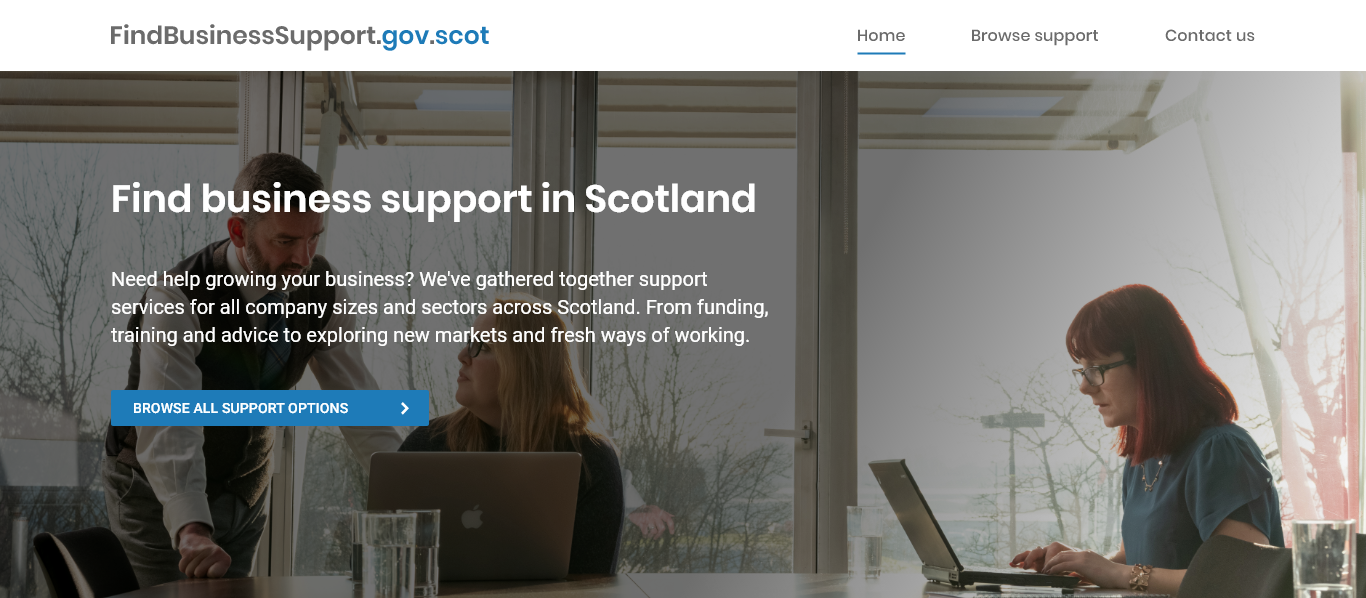 FindBusinessSupport.gov.scot
Home
Browse support
Contact us
Find business support in Scotland
Need help growing your business? We've gathered together support
services for all company sizes and sectors across Scotland. From funding,
training and advice to exploring new markets and fresh ways of working.
BROWSE ALL SUPPORT OPTIONS